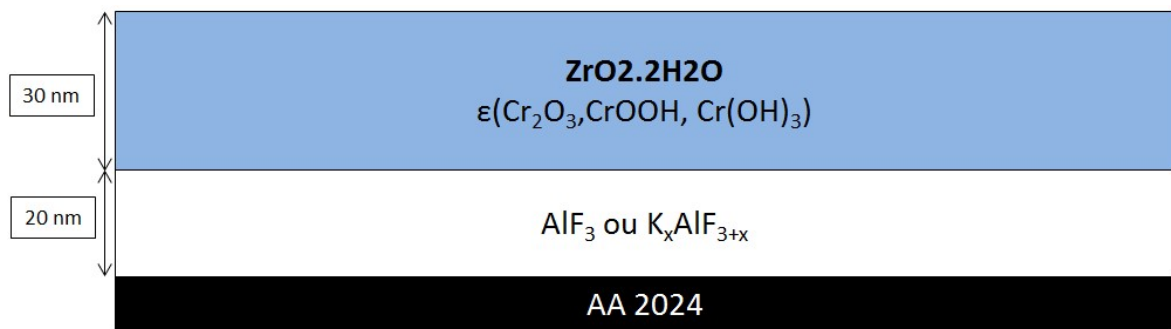 ZrO2.2H2O
30 nm
ε(Cr₂O₃,CrOOH, Cr(OH)₃)
20 nm
AlF₃ ou KₓAlF₃₊ₓ
AA 2024